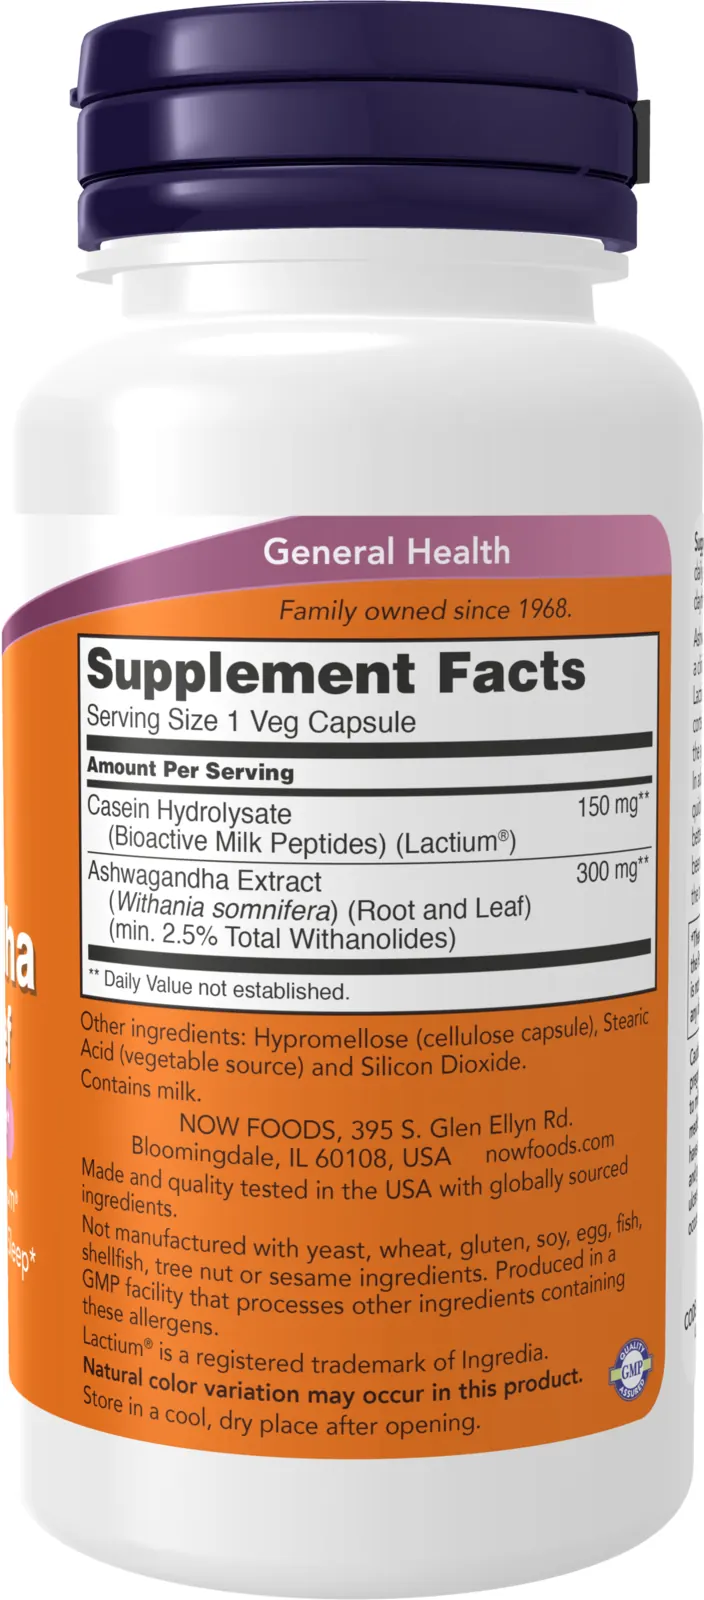 General Health
Family owned since 1968.
Supplement Facts
Serving Size 1 Veg Capsule
Amount Per Serving
Casein Hydrolysate 150 mg**
(Bioactive Milk Peptides) (Lactium®)
Ashwagandha Extract 300 mg**
(Withania somnifera) (Root and Leaf)
(min. 2.5% Total Withanolides)
** Daily Value not established.
Other ingredients: Hypromellose (cellulose capsule), Stearic
Acid (vegetable source) and Silicon Dioxide.
Contains milk.
NOW FOODS, 395 S. Glen Ellyn Rd.
Bloomingdale, IL 60108, USA nowfoods.com
Made and quality tested in the USA with globally sourced
ingredients.
Not manufactured with yeast, wheat, gluten, soy, egg, fish,
shellfish, tree nut or sesame ingredients. Produced in a
GMP facility that processes other ingredients containing
these allergens.
Lactium® is a registered trademark of Ingredia.
Natural color variation may occur in this product.
Store in a cool, dry place after opening.
QUALITY
GMP
ASSURED